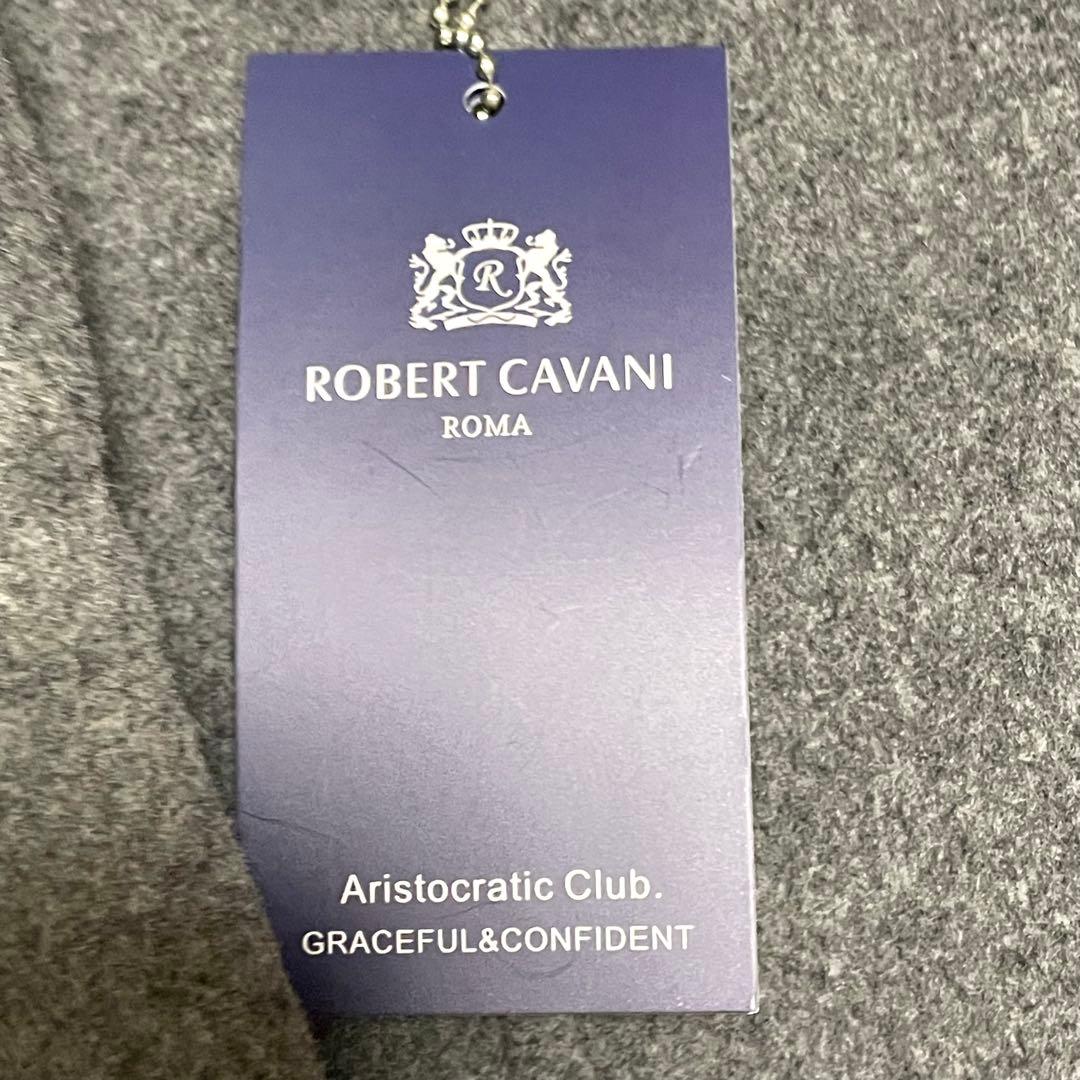 R
ROBERT CAVANI
ROMA
Aristocratic Club.
GRACEFUL&CONFIDENT